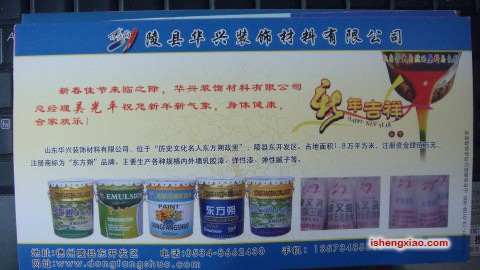 陵县华兴装饰材料有限公司
新春佳节来临之际，华兴装饰材料有限公司
总经理吴光平祝您新年新气象，身体健康，
合家欢乐！
新年吉祥
HAPPY NEW YEAR
山东华兴装饰材料有限公司，位于“历史文化名人东方朔故里”、陵县东开发区，占地面积1.8万平方米，注册资金肆佰万元，
注册商标为“东方朔”品牌。主要生产各种规格内外墙乳胶漆、弹性漆、弹性腻子等。
EMULSION
PAINT
DONGFANGSHUO
东方朔
地址:德州陵县东开发区 电话:0534-8662480 手机:
网址:www.dongfangshuo.com
ishengxiao.com